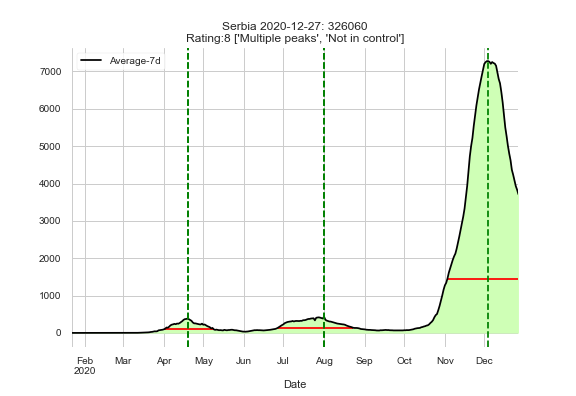 Serbia 2020-12-27: 326060
Rating:8 ['Multiple peaks', 'Not in control']
Average-7d
7000
6000
5000
4000
3000
2000
1000
0
Feb Mar Apr May Jun Jul Aug Sep Oct Nov Dec
2020
Date